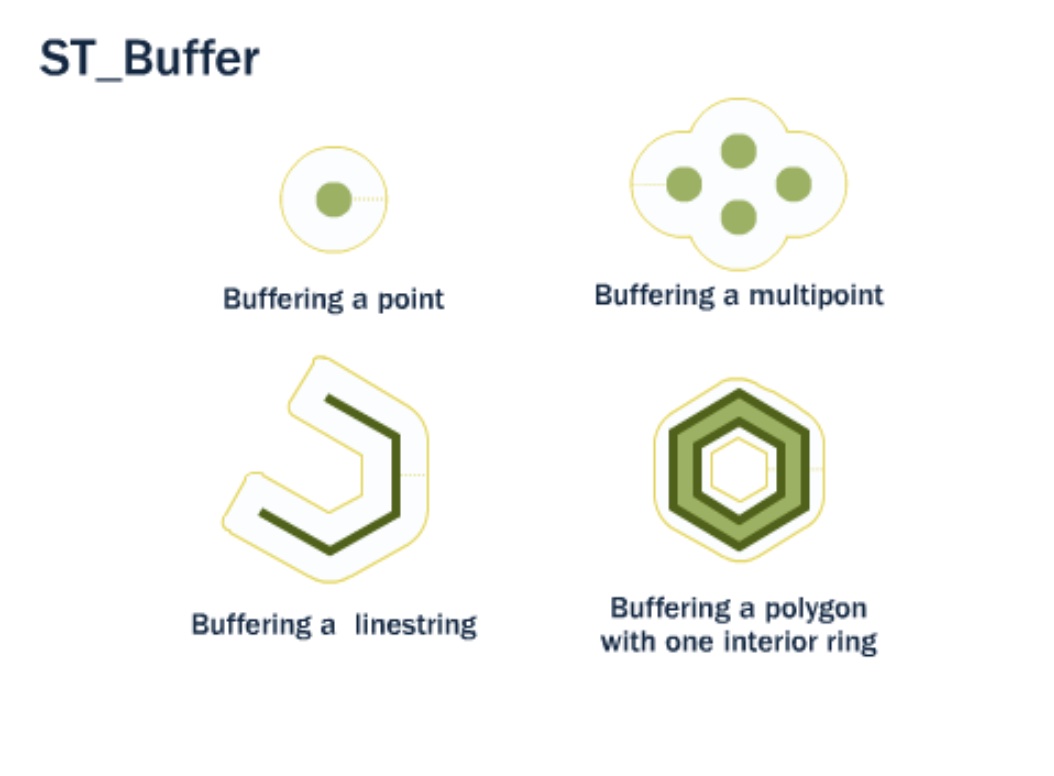 ST_Buffer
Buffering a point
Buffering a multipoint
Buffering a  linestring
Buffering a polygon
with one interior ring